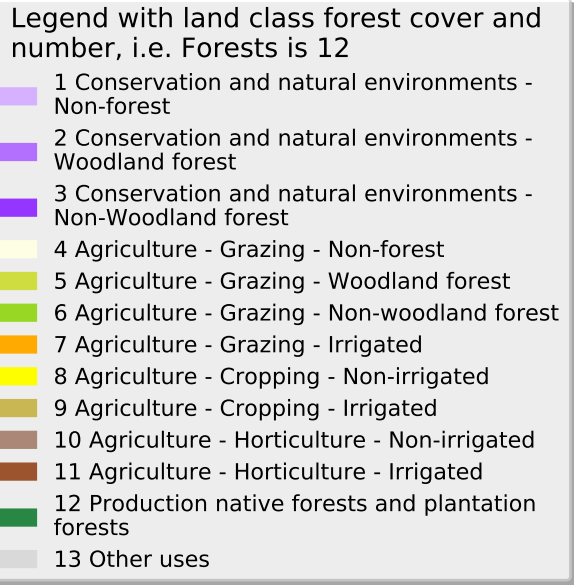 Legend with land class forest cover and
number, i.e. Forests is 12
1 Conservation and natural environments -
Non-forest
2 Conservation and natural environments -
Woodland forest
3 Conservation and natural environments -
Non-Woodland forest
4 Agriculture - Grazing - Non-forest
5 Agriculture - Grazing - Woodland forest
6 Agriculture - Grazing - Non-woodland forest
7 Agriculture - Grazing - Irrigated
8 Agriculture - Cropping - Non-irrigated
9 Agriculture - Cropping - Irrigated
10 Agriculture - Horticulture - Non-irrigated
11 Agriculture - Horticulture - Irrigated
12 Production native forests and plantation
forests
13 Other uses